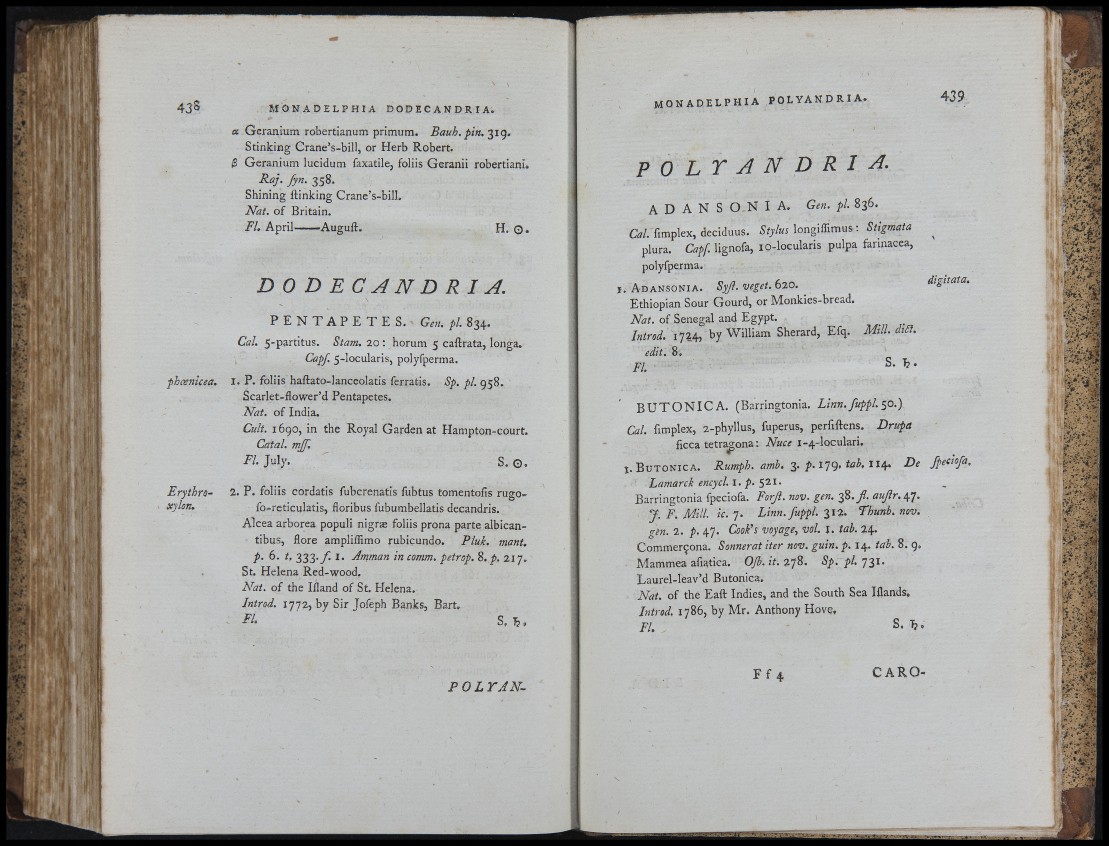 438 MONADELPHIA DODECANDRIA.
α Geranium robertianum primum. Bauh. pin. 319.
Stinking Crane's-bill, or Herb Robert.
β Geranium lucidum ſaxatile, foliis Geranii robertiani.
Raj. ſyn. 358.
Shining ſtinking Crane's-bill.
Nat. of Britain.
Fl. April——Auguſt. H. ☉.
DODECANDRIA.
PENTAPETES. Gen. pl. 834.
Cal. 5-partitus. Stam. 20: horum 5 caſtrata, longa.
Capſ. 5-locularis, polyſperma.
phœnicea. 1. P. foliis haſtato-lanceolatis ſerratis. Sp. pl. 958.
Scarlet-flower'd Pentapetes.
Nat. of India.
Cult. 1690, in the Royal Garden at Hampton-court.
Catal. mſſ.
Fl. July. S. ☉.
Erythro- 2. P. foliis cordatis ſubcrenatis ſubtus tomentoſis rugo-
xylon. ſo-reticulatis, floribus ſubumbellatis decandris.
Alcea arborea populi nigræ foliis prona parte albican-
tibus, flore ampliſſimo rubicundo. Pluk. mant.
p. 6. t. 333. f. 1. Amman in comm. petrop. 8. p. 217.
St. Helena Red-wood.
Nat. of the Iſland of St. Helena.
Introd. 1772, by Sir Joſeph Banks, Bart.
Fl. S. ♄.
POLYAN-
MONADELPHIA POLYANDRIA. 439
POLYANDRIA.
ADANSONIA. Gen. pl. 836.
Cal. ſimplex, deciduus. Stylus longiſſimus: Stigmata
plura. Capſ. lignoſa, 10-locularis pulpa farinacea,
polyſperma.
1. ADANSONIA. Syſt. veget. 620. digitata.
Ethiopian Sour Gourd, or Monkies-bread.
Nat. of Senegal and Egypt.
Introd. 1724, by William Sherard, Eſq. Mill. dict.
edit. 8.
Fl. S. ♄.
BUTONICA. (Barringtonia. Linn. ſuppl. 50.)
Cal. ſimplex, 2-phyllus, ſuperus, perſiſtens. Drupa
ſicca tetragona: Nuce 1-4-loculari.
1. BUTONICA. Rumph. amb. 3. p. 179, tab. 114. De ſpecioſa.
Lamarck encycl. 1. p. 521.
Barringtonia ſpecioſa. Forſt. nov. gen. 38. fl. auſtr. 47.
J. F. Mill. ic. 7. Linn. ſuppl. 312. Thunb. nov.
gen. 2. p. 47. Cook's voyage, vol. 1. tab. 24.
Commerçona. Sonnerat iter nov. guin. p. 14. tab. 8. 9.
Mammea aſiatica. Oſb. it. 278. Sp. pl. 731.
Laurel-leav'd Butonica.
Nat. of the Eaſt Indies, and the South Sea Iſlands.
Introd. 1786, by Mr. Anthony Hove.
Fl. S. ♄.
Ff4 CARO-